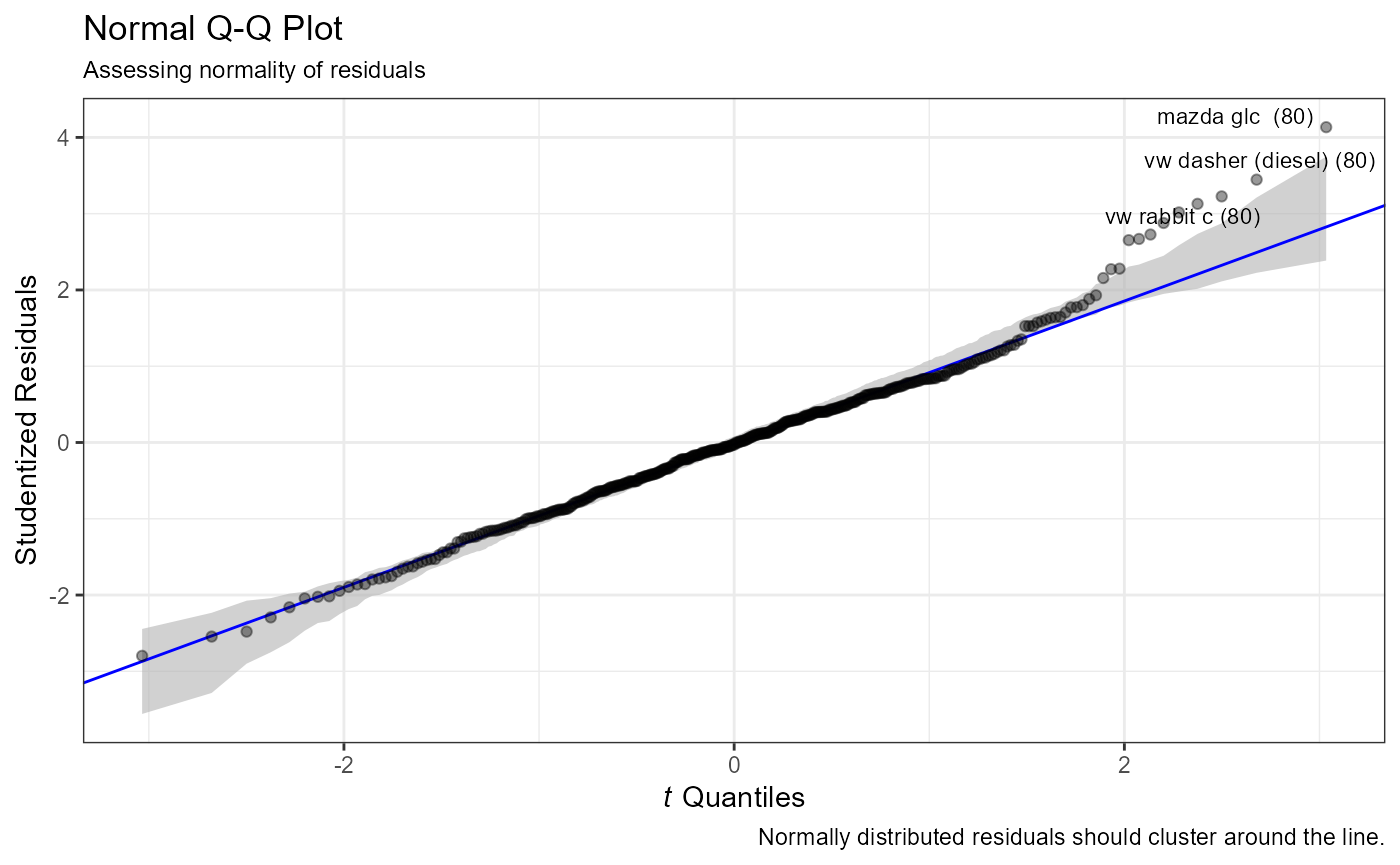 Normal Q-Q Plot
Assessing normality of residuals
Studentized Residuals
4
2
0
-2
mazda glc  (80)
vw dasher (diesel) (80)
vw rabbit c (80)
-2
0
2
t Quantiles
Normally distributed residuals should cluster around the line.